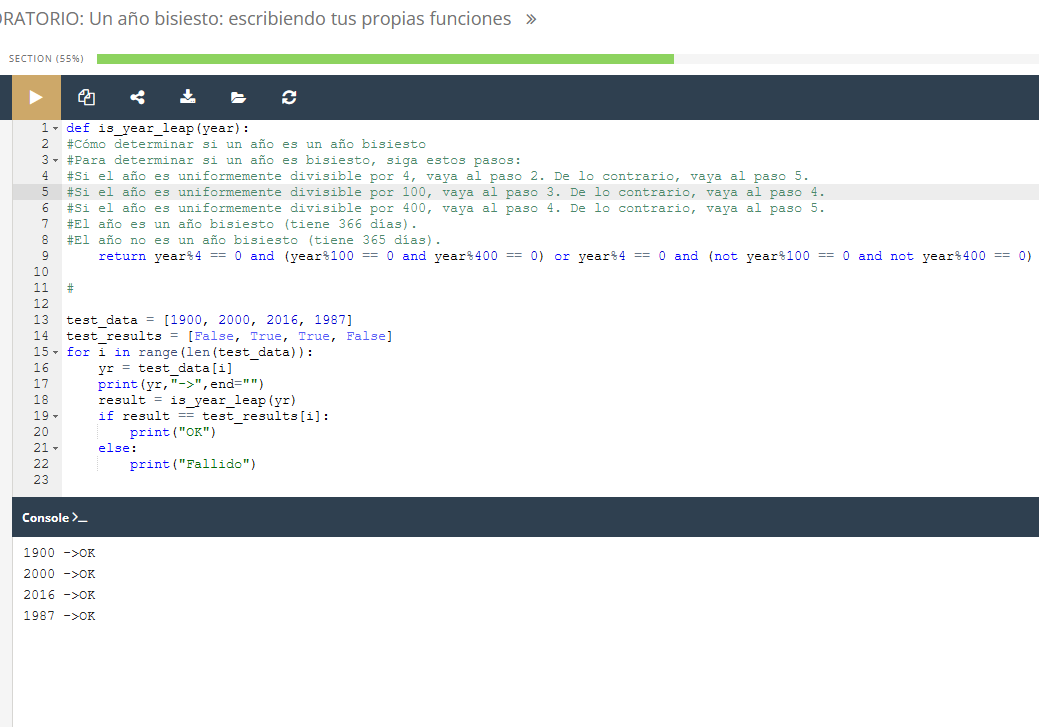 RATORIO: Un año bisiesto: escribiendo tus propias funciones »
SECTION (55%)
1 def is_year_leap(year):
2 #Cómo determinar si un año es un año bisiesto
3 #Para determinar si un año es bisiesto, siga estos pasos:
4 #Si el año es uniformemente divisible por 4, vaya al paso 2. De lo contrario, vaya al paso 5.
5 #Si el año es uniformemente divisible por 100, vaya al paso 3. De lo contrario, vaya al paso 4.
6 #Si el año es uniformemente divisible por 400, vaya al paso 4. De lo contrario, vaya al paso 5.
7 #El año es un año bisiesto (tiene 366 días).
8 #El año no es un año bisiesto (tiene 365 días).
9     return year%4 == 0 and (year%100 == 0 and year%400 == 0) or year%4 == 0 and (not year%100 == 0 and not year%400 == 0)
10
11 #
12
13 test_data = [1900, 2000, 2016, 1987]
14 test_results = [False, True, True, False]
15 for i in range(len(test_data)):
16     yr = test_data[i]
17     print(yr,"->",end="")
18     result = is_year_leap(yr)
19     if result == test_results[i]:
20         print("OK")
21     else:
22         print("Fallido")
23
Console >_
1900 ->OK
2000 ->OK
2016 ->OK
1987 ->OK